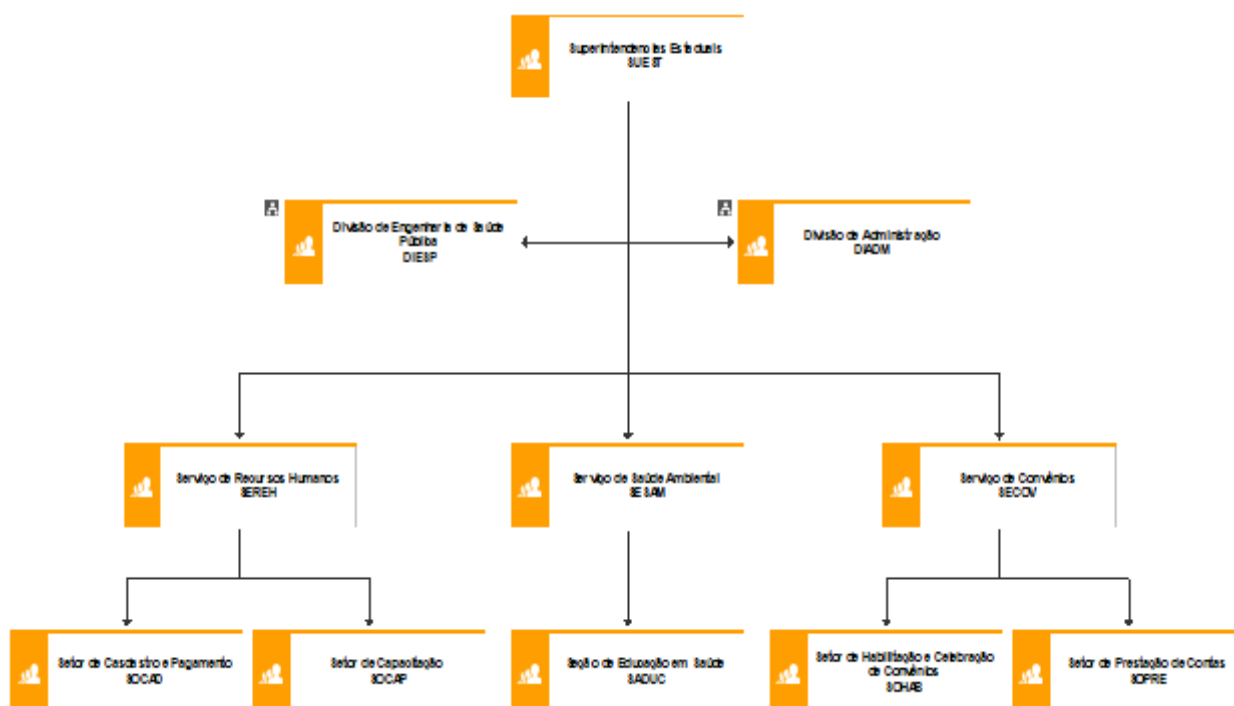 Superintendencias Estaduais
SUEST
Divisão de Engenharia de Saúde
Pública
DIESP
Divisão de Administração
DIADM
Serviço de Recursos Humanos
SEREH
Serviço de Saúde Ambiental
SESAM
Serviço de Convênios
SECOV
Setor de Casdastro e Pagamento
SOCAD
Setor de Capacitação
SOCAP
Seção de Educação em Saúde
SADUC
Setor de Habilitação e Celebração
de Convênios
SOHAB
Setor de Prestação de Contas
SOPRE